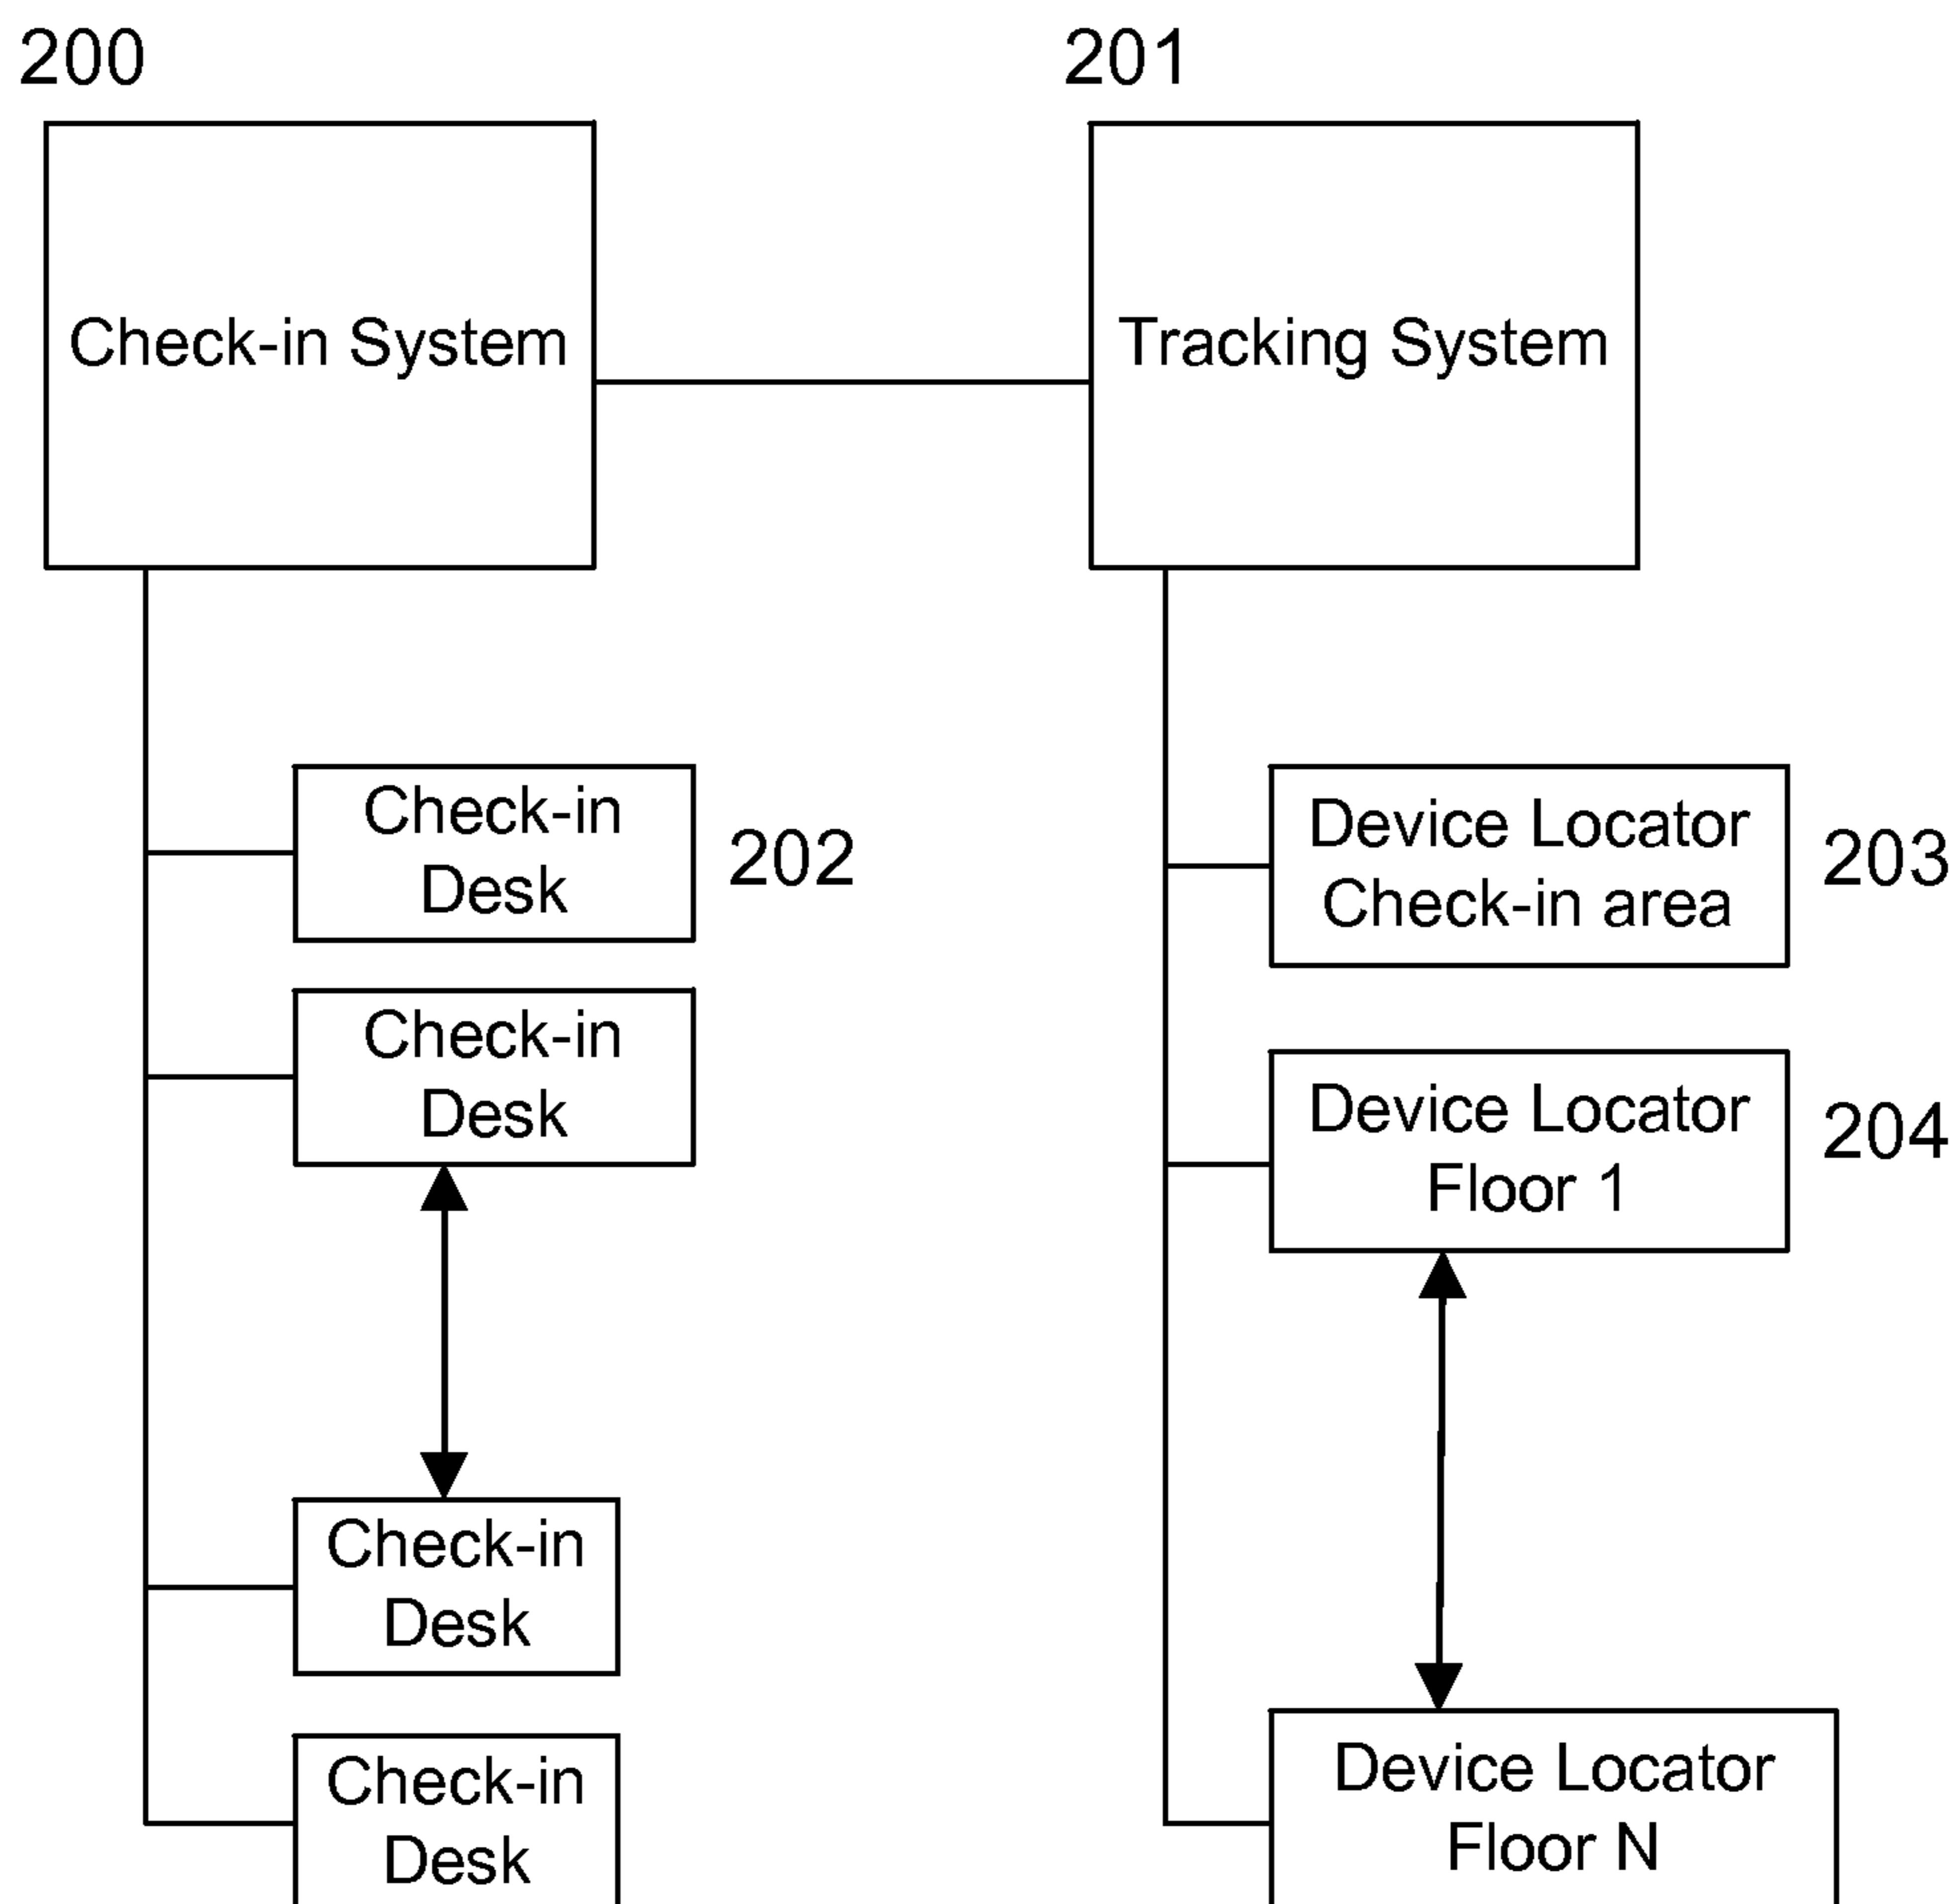 200
201
Check-in System
Tracking System
Check-in
Desk
202
Device Locator
Check-in area
203
Check-in
Desk
Device Locator
Floor 1
204
Check-in
Desk
Check-in
Desk
Device Locator
Floor N